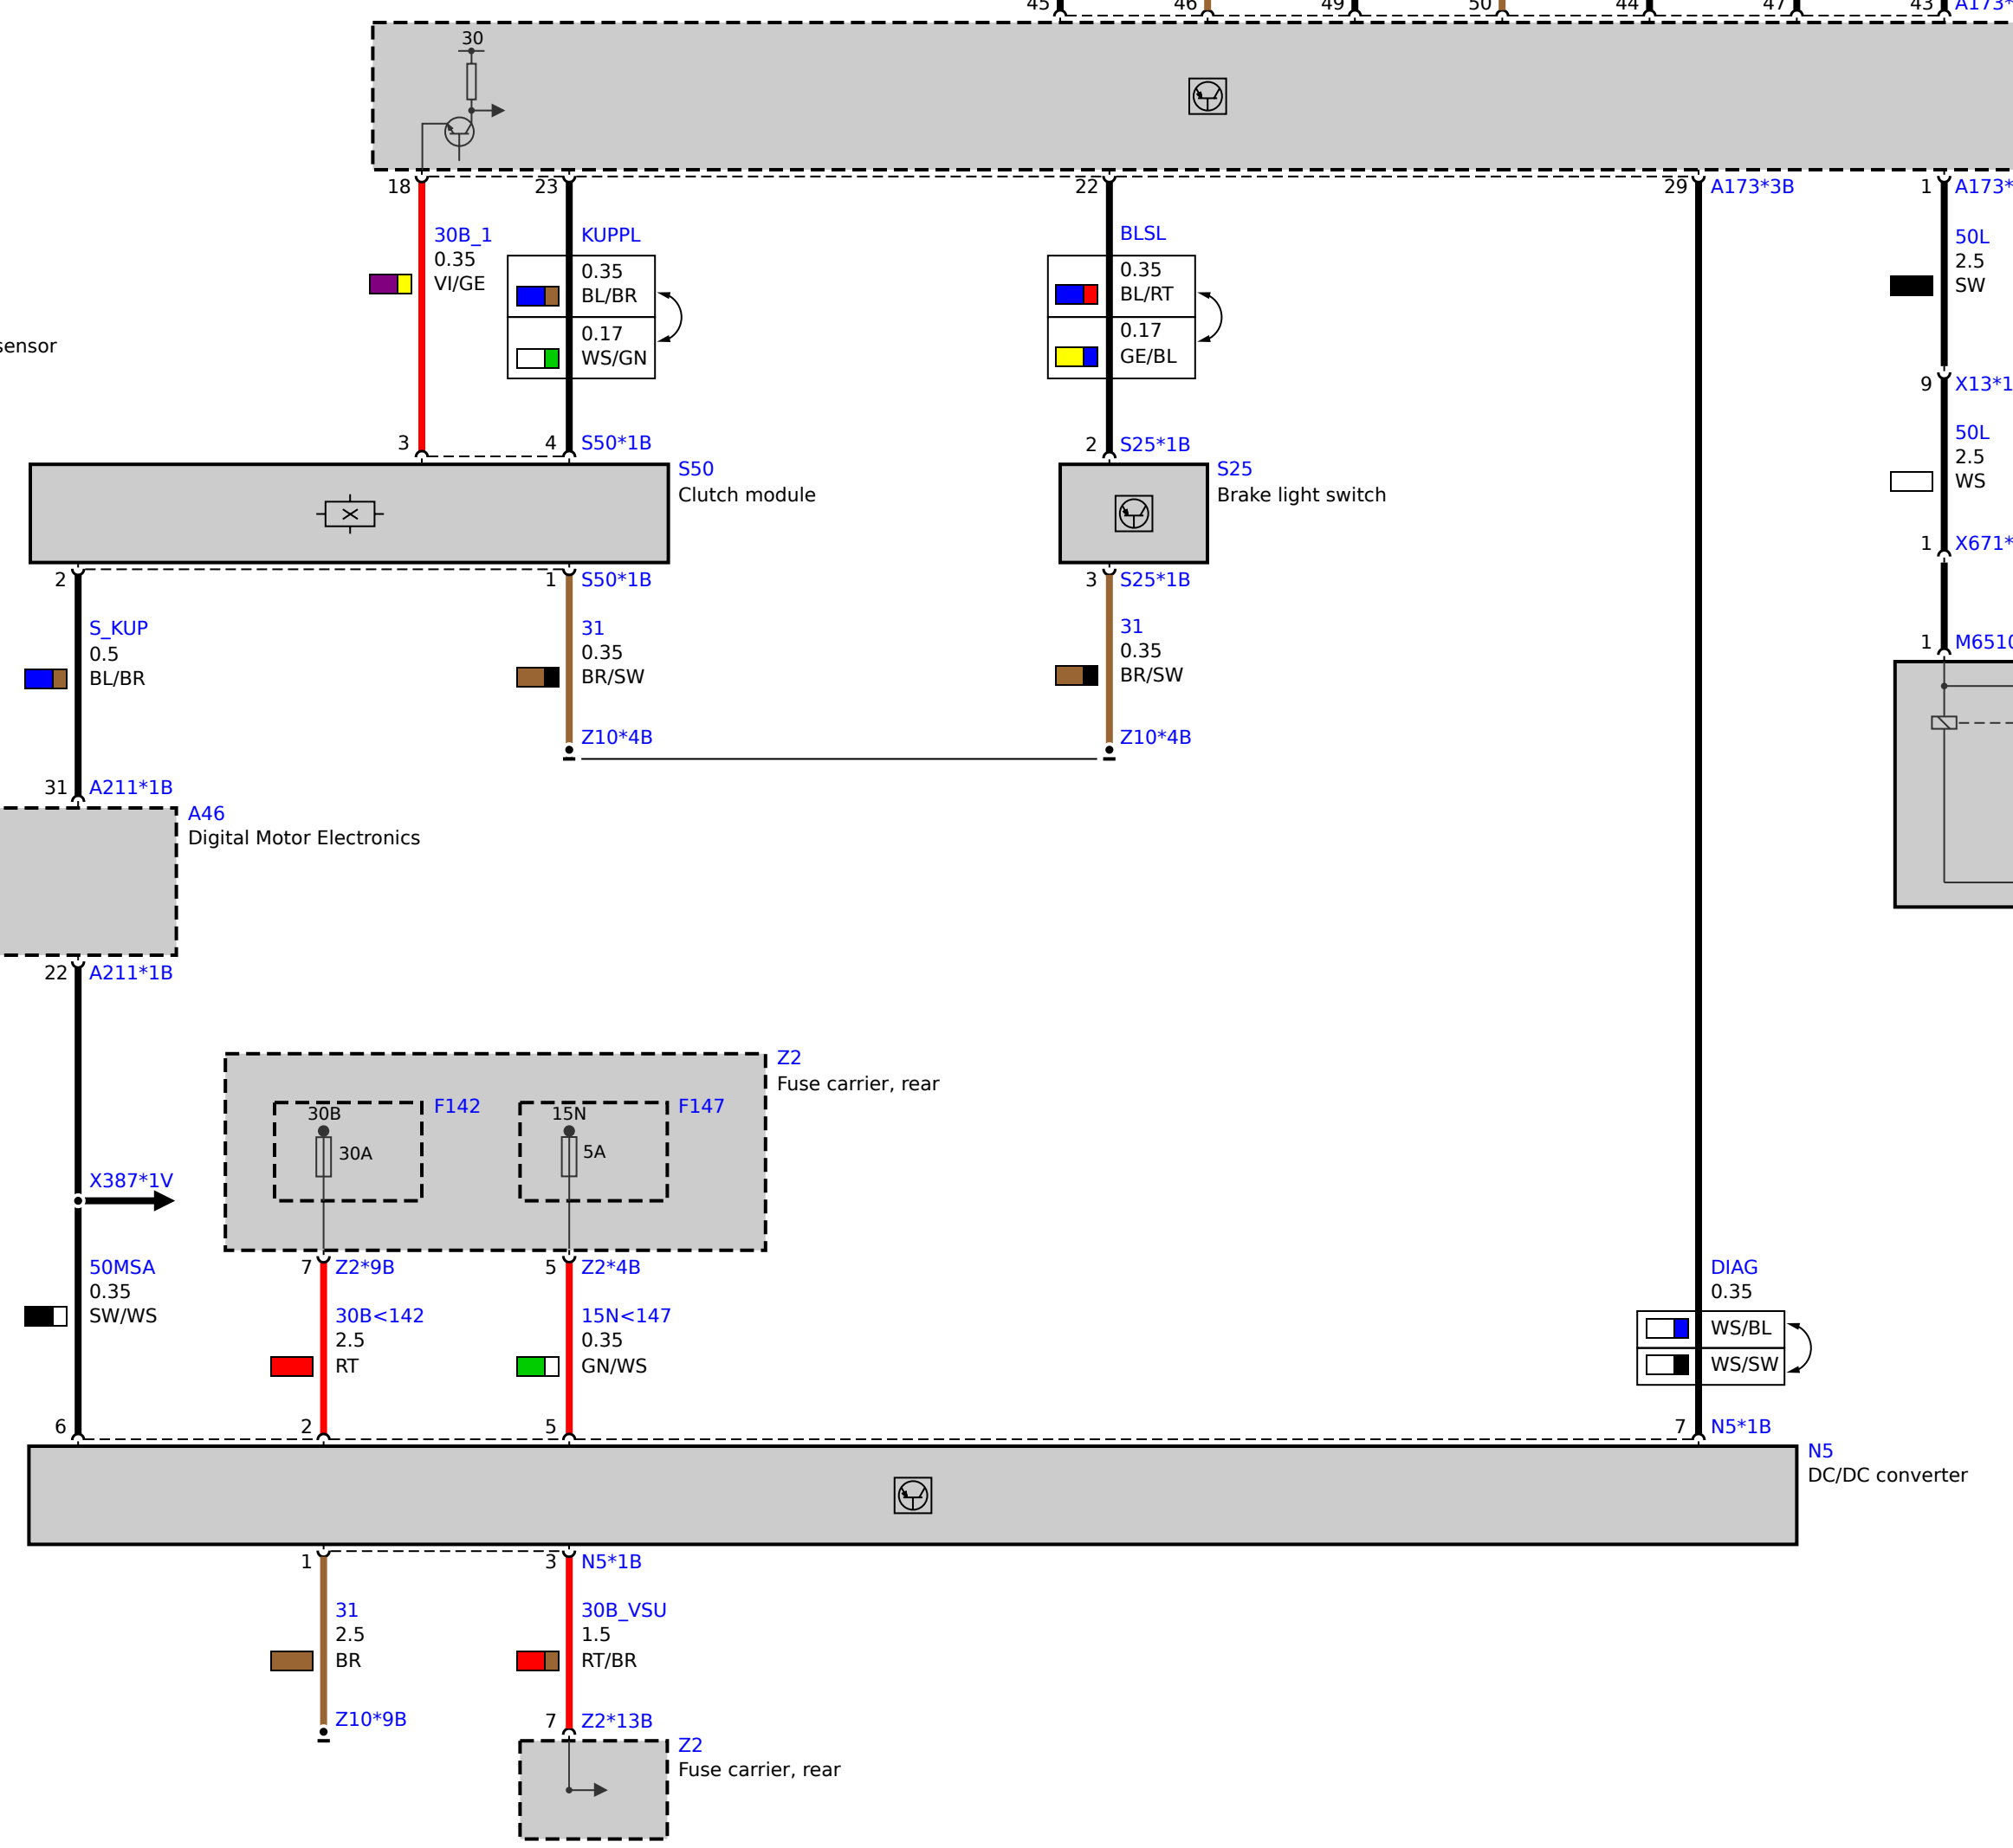 45 46 49 50 44 47 43 A173*
30
18 23 22 29 A173*3B 1 A173*
30B_1
0.35
VI/GE
KUPPL
0.35
BL/BR
0.17
WS/GN
BLSL
0.35
BL/RT
0.17
GE/BL
50L
2.5
SW
sensor
9 X13*1
50L
2.5
WS
3 4 S50*1B
2 S25*1B
S50
Clutch module
S25
Brake light switch
1 X671*
2 1 S50*1B
3 S25*1B
S_KUP
0.5
BL/BR
31
0.35
BR/SW
31
0.35
BR/SW
1 M6510
Z10*4B
Z10*4B
31 A211*1B
A46
Digital Motor Electronics
22 A211*1B
Z2
Fuse carrier, rear
30B
F142
30A
15N
F147
5A
X387*1V
50MSA
0.35
SW/WS
7 Z2*9B
30B<142
2.5
RT
5 Z2*4B
15N<147
0.35
GN/WS
DIAG
0.35
WS/BL
WS/SW
6 2 5 7 N5*1B
N5
DC/DC converter
1 3 N5*1B
31
2.5
BR
30B_VSU
1.5
RT/BR
Z10*9B
7 Z2*13B
Z2
Fuse carrier, rear